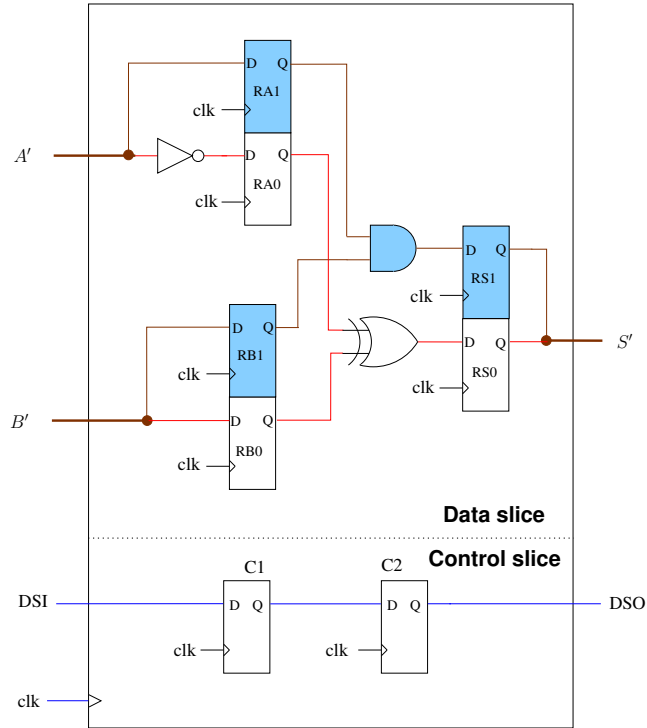 D Q
RA1
clk
A′
D Q
RA0
clk
D Q
RS1
clk
D Q
RB1
clk
D Q
S′
RS0
clk
B′
D Q
RB0
clk
Data slice
Control slice
C1 C2
DSI
D Q
D Q
DSO
clk
clk
clk